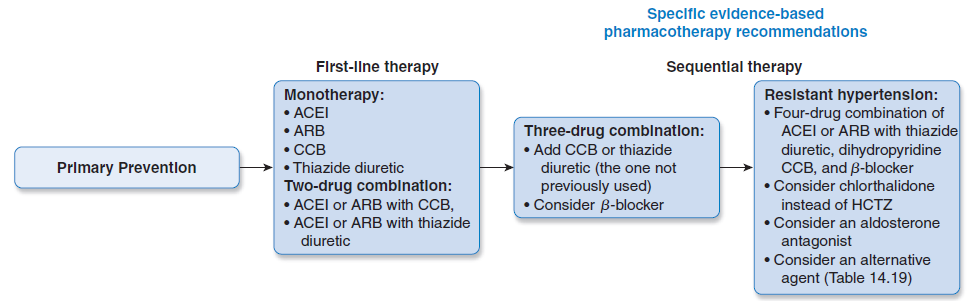 Specific evidence-based
pharmacotherapy recommendations
First-line therapy
Sequential therapy
Primary Prevention
Monotherapy:
• ACEI
• ARB
• CCB
• Thiazide diuretic
Two-drug combination:
• ACEI or ARB with CCB,
• ACEI or ARB with thiazide
diuretic
Three-drug combination:
• Add CCB or thiazide
diuretic (the one not
previously used)
• Consider β-blocker
Resistant hypertension:
• Four-drug combination of
ACEI or ARB with thiazide
diuretic, dihydropyridine
CCB, and β-blocker
• Consider chlorthalidone
instead of HCTZ
• Consider an aldosterone
antagonist
• Consider an alternative
agent (Table 14.19)